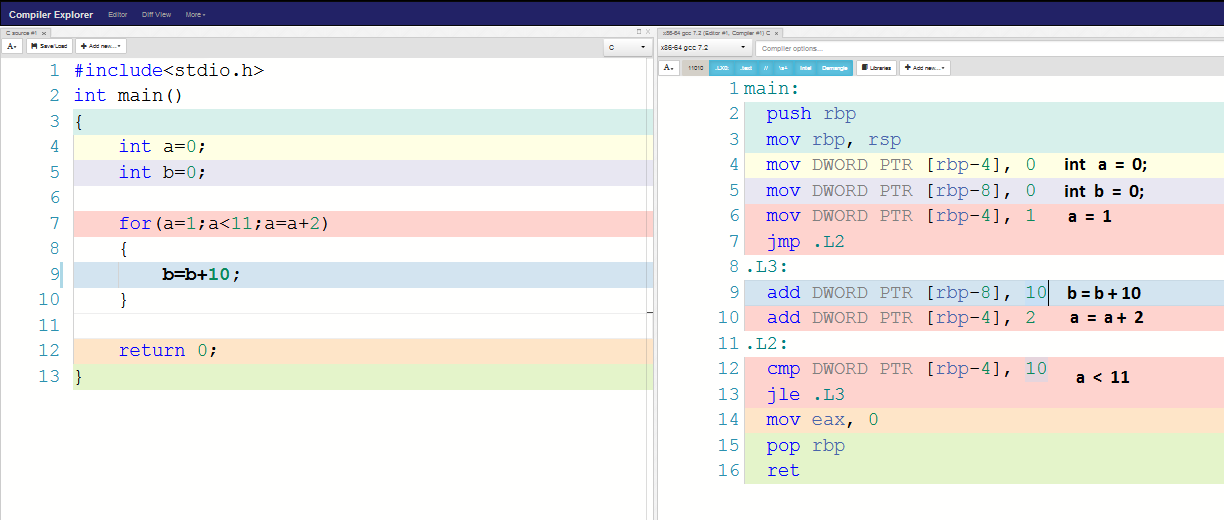 Compiler Explorer Editor Diff View More
C source #1 x
A Save/Load + Add new... C
1 #include<stdio.h>
2 int main()
3 {
4 int a=0;
5 int b=0;
6
7 for(a=1;a<11;a=a+2)
8 {
9 b=b+10;
10 }
11
12 return 0;
13 }
x86-64 gcc 7.2 (Editor #1, Compiler #1) C x
x86-64 gcc 7.2 Compiler options...
A 11010 .LX0: .text // \s+ Intel Demangle Libraries + Add new...
1 main:
2 push rbp
3 mov rbp, rsp
4 mov DWORD PTR [rbp-4], 0 int a = 0;
5 mov DWORD PTR [rbp-8], 0 int b = 0;
6 mov DWORD PTR [rbp-4], 1 a = 1
7 jmp .L2
8 .L3:
9 add DWORD PTR [rbp-8], 10 b = b + 10
10 add DWORD PTR [rbp-4], 2 a = a + 2
11 .L2:
12 cmp DWORD PTR [rbp-4], 10 a < 11
13 jle .L3
14 mov eax, 0
15 pop rbp
16 ret